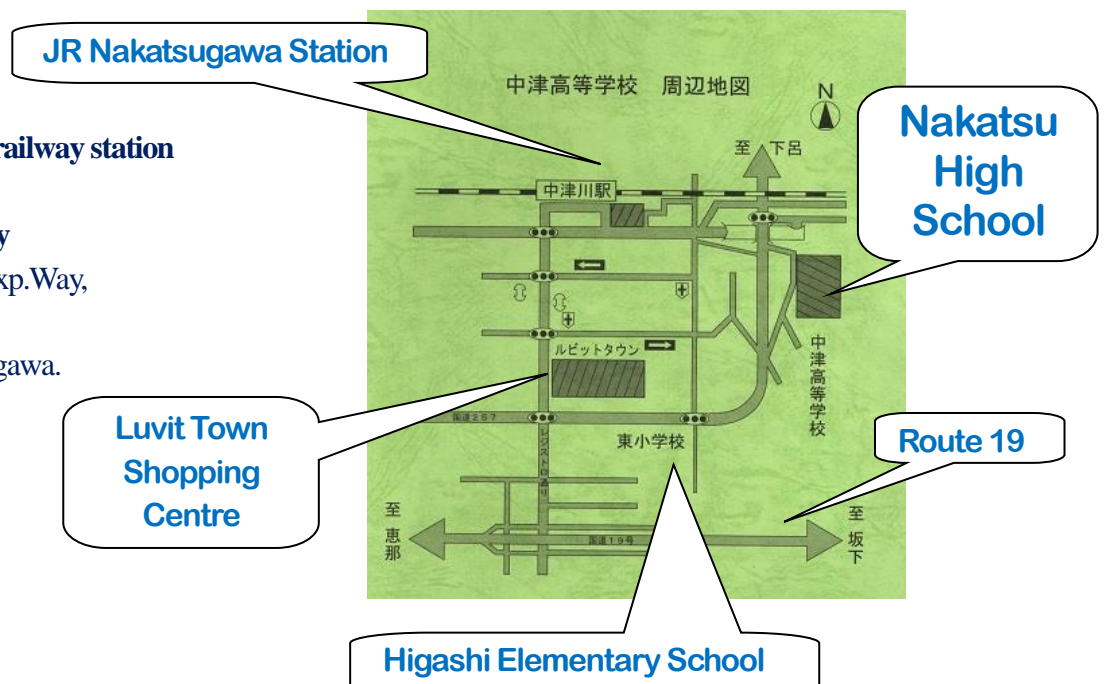 JR Nakatsugawa Station
railway station
y
xp.Way,
gawa.
中津高等学校 周辺地図
N
Nakatsu
High
School
至 下呂
中津川駅
ルビットタウン
中津高等学校
国道257
東小学校
Luvit Town
Shopping
Centre
Route 19
至恵那
国道19号
至坂下
Higashi Elementary School